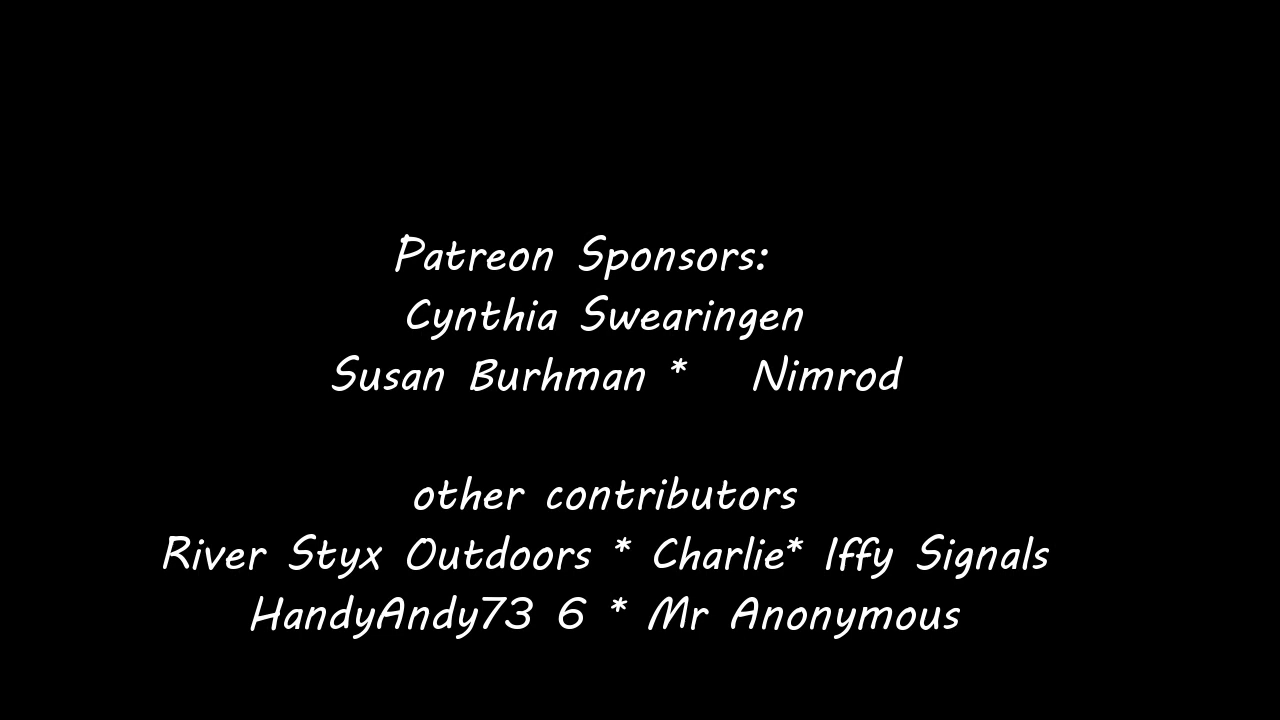 Patreon Sponsors:
Cynthia Swearingen
Susan Burhman * Nimrod
other contributors
River Styx Outdoors * Charlie* Iffy Signals
HandyAndy73 6 * Mr Anonymous